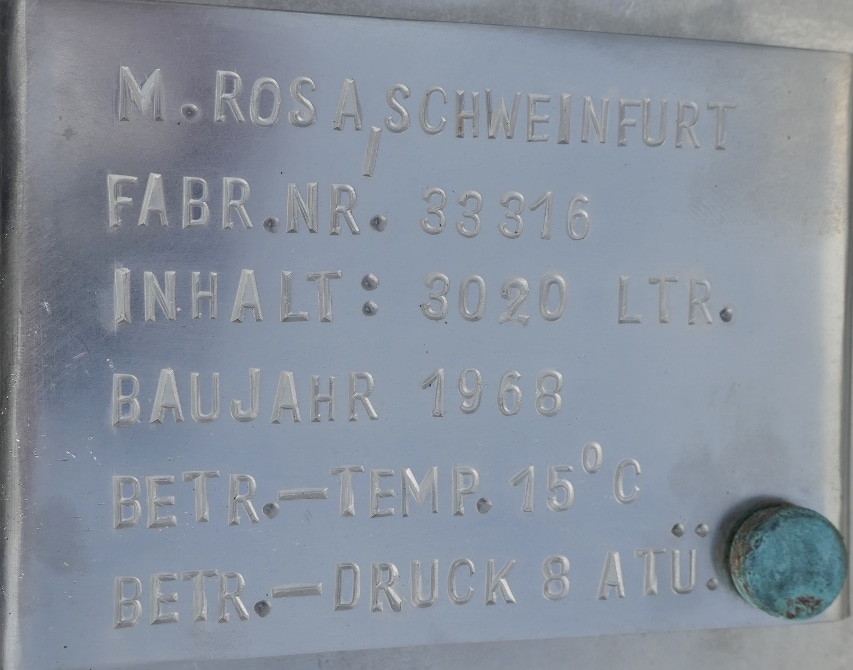 M. ROSA, SCHWEINFURT
FABR.NR. 33316
INHALT: 3020 LTR.
BAUJAHR 1968
BETR.-TEMP. 15°C
BETR.-DRUCK 8 ATÜ.